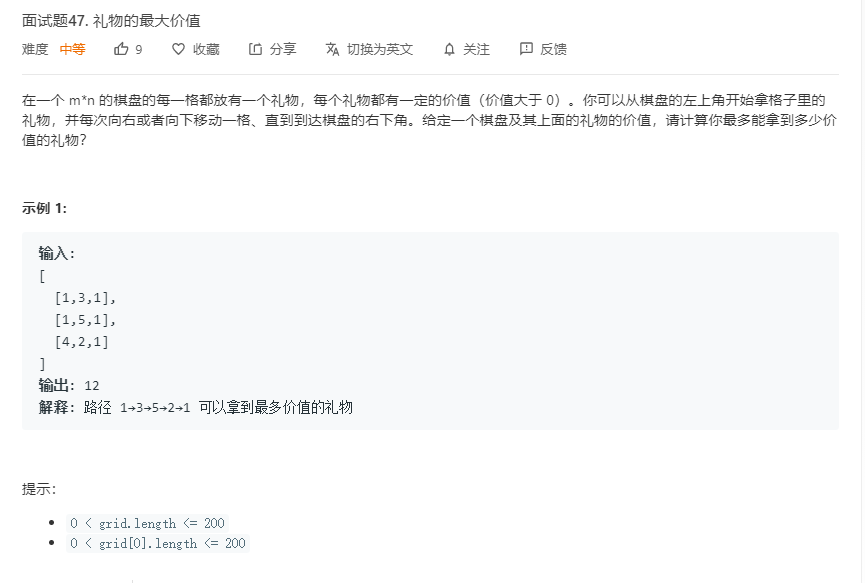 面试题47. 礼物的最大价值
难度 中等 9 收藏 分享 切换为英文 关注 反馈
在一个 m*n 的棋盘的每一格都放有一个礼物，每个礼物都有一定的价值（价值大于 0）。你可以从棋盘的左上角开始拿格子里的
礼物，并每次向右或者向下移动一格、直到到达棋盘的右下角。给定一个棋盘及其上面的礼物的价值，请计算你最多能拿到多少价
值的礼物？
示例 1:
输入:
[
[1,3,1],
[1,5,1],
[4,2,1]
]
输出: 12
解释: 路径 1→3→5→2→1 可以拿到最多价值的礼物
提示：
• 0 < grid.length <= 200
• 0 < grid[0].length <= 200